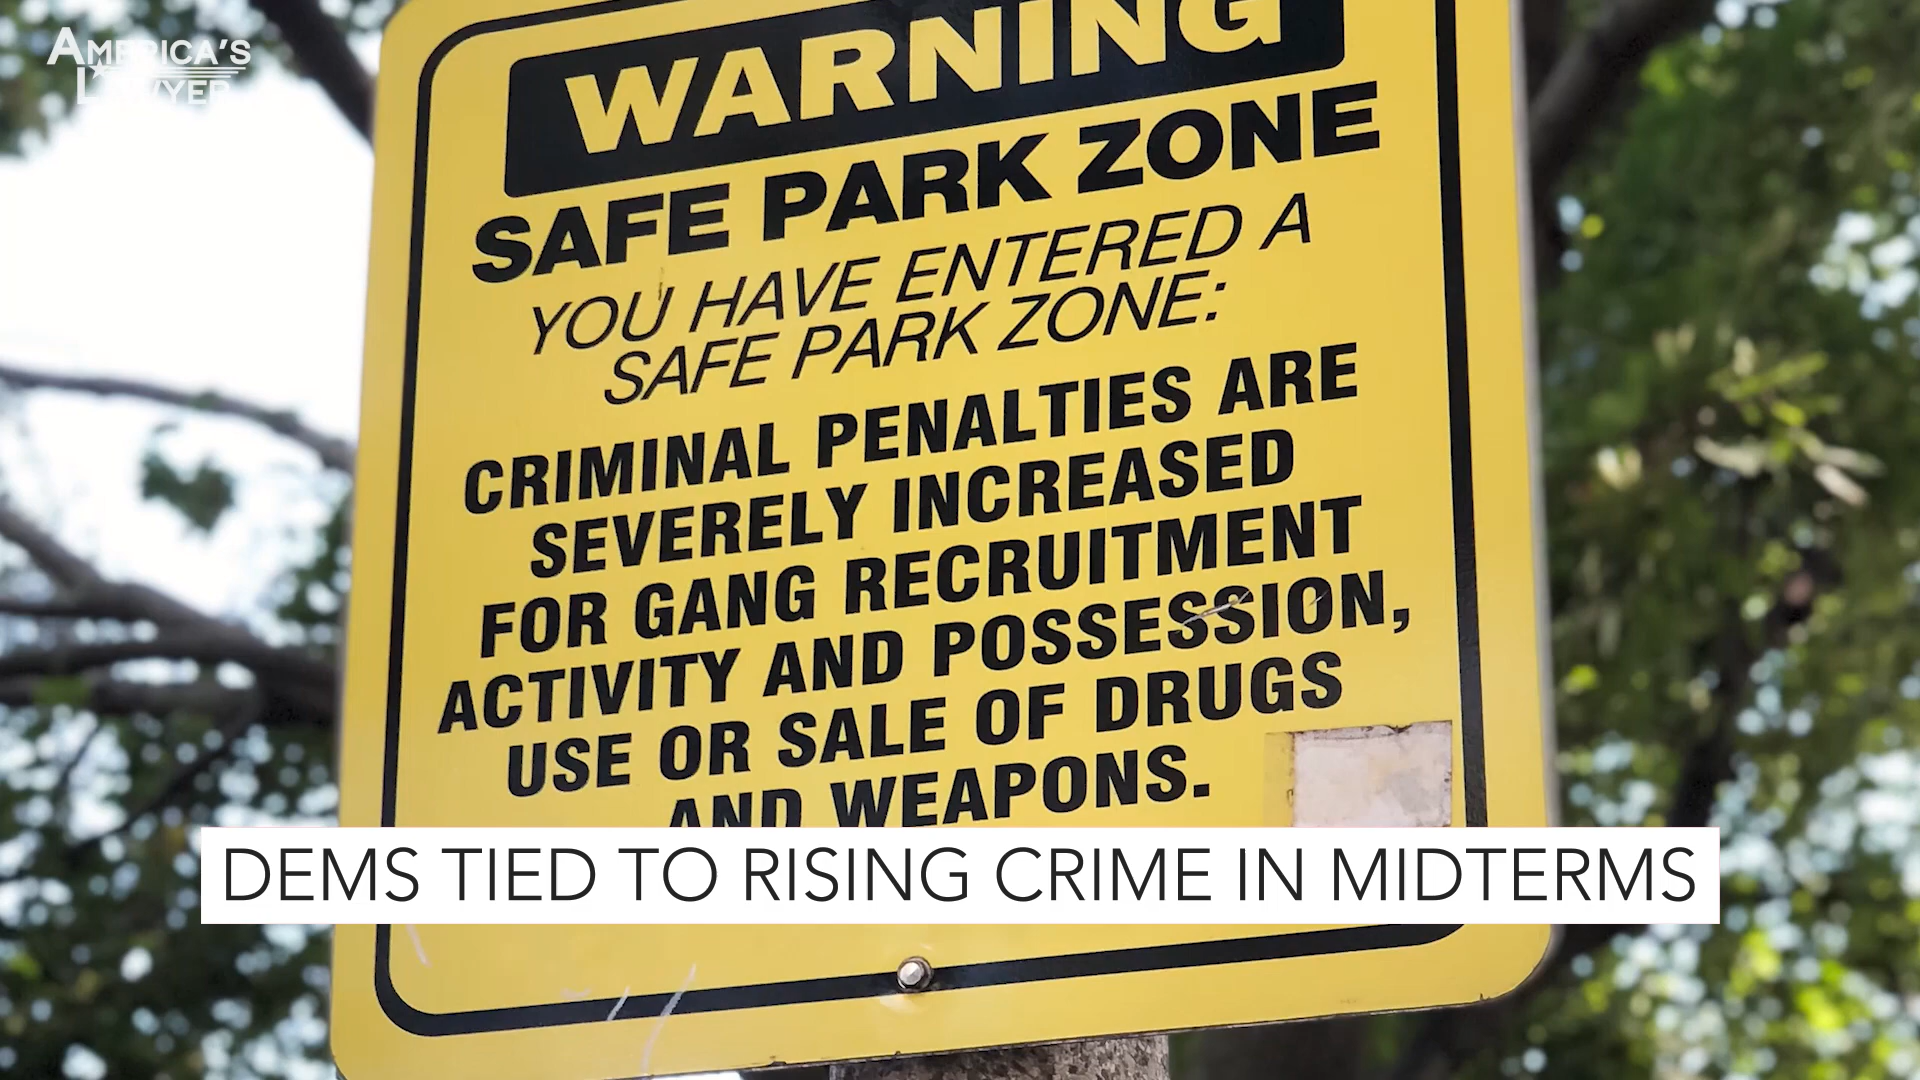 AMERICA'S
LAWYER
WARNING
SAFE PARK ZONE
YOU HAVE ENTERED A
SAFE PARK ZONE:
CRIMINAL PENALTIES ARE
SEVERELY INCREASED
FOR GANG RECRUITMENT
ACTIVITY AND POSSESSION,
USE OR SALE OF DRUGS
AND WEAPONS.
DEMS TIED TO RISING CRIME IN MIDTERMS